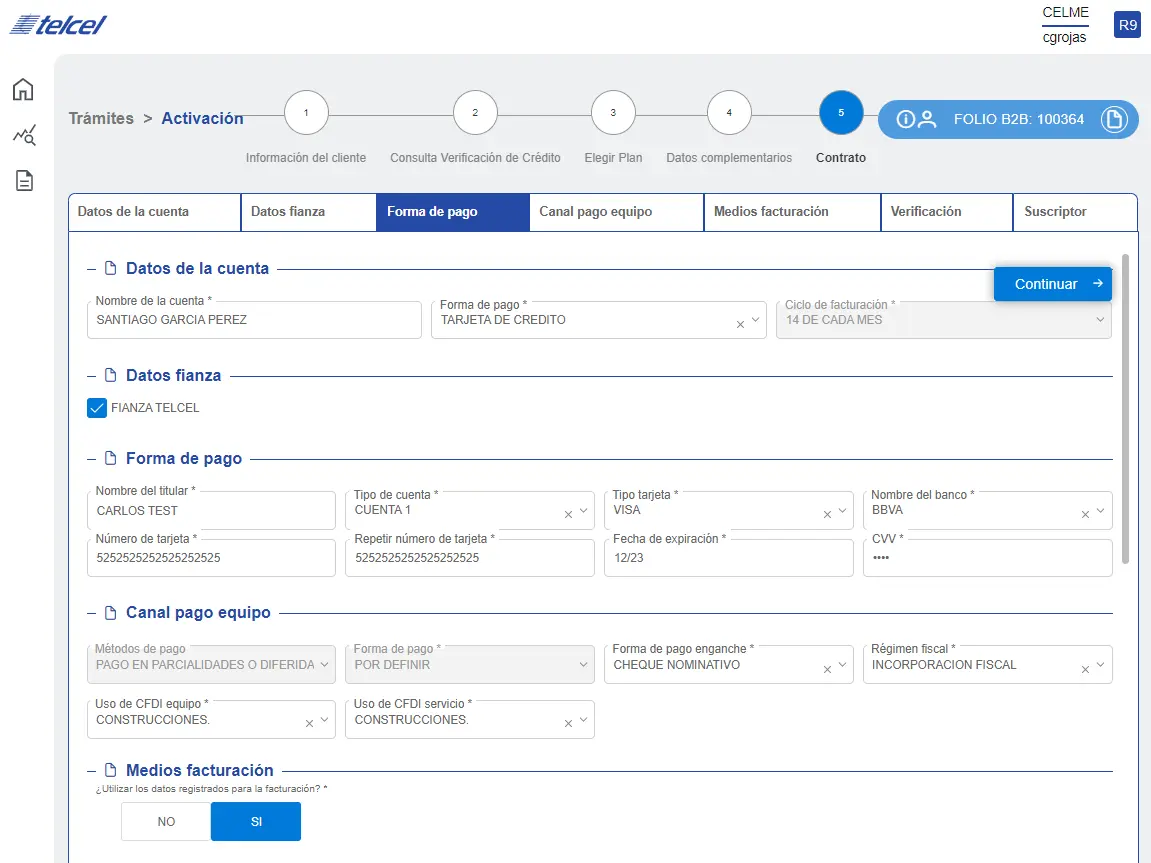 telcel
CELME
cgrojas
R9
Trámites > Activación
1
2
3
4
5
Información del cliente
Consulta Verificación de Crédito
Elegir Plan
Datos complementarios
Contrato
FOLIO B2B: 100364
Datos de la cuenta
Datos fianza
Forma de pago
Canal pago equipo
Medios facturación
Verificación
Suscriptor
Datos de la cuenta
Continuar
Nombre de la cuenta *
SANTIAGO GARCIA PEREZ
Forma de pago *
TARJETA DE CREDITO
Ciclo de facturación *
14 DE CADA MES
Datos fianza
FIANZA TELCEL
Forma de pago
Nombre del titular *
CARLOS TEST
Tipo de cuenta *
CUENTA 1
Tipo tarjeta *
VISA
Nombre del banco *
BBVA
Número de tarjeta *
5252525252525252525
Repetir número de tarjeta *
5252525252525252525
Fecha de expiración *
12/23
CVV *
••••
Canal pago equipo
Métodos de pago
PAGO EN PARCIALIDADES O DIFERIDA
Forma de pago *
POR DEFINIR
Forma de pago enganche *
CHEQUE NOMINATIVO
Régimen fiscal *
INCORPORACION FISCAL
Uso de CFDI equipo *
CONSTRUCCIONES.
Uso de CFDI servicio *
CONSTRUCCIONES.
Medios facturación
¿Utilizar los datos registrados para la facturación? *
NO
SI